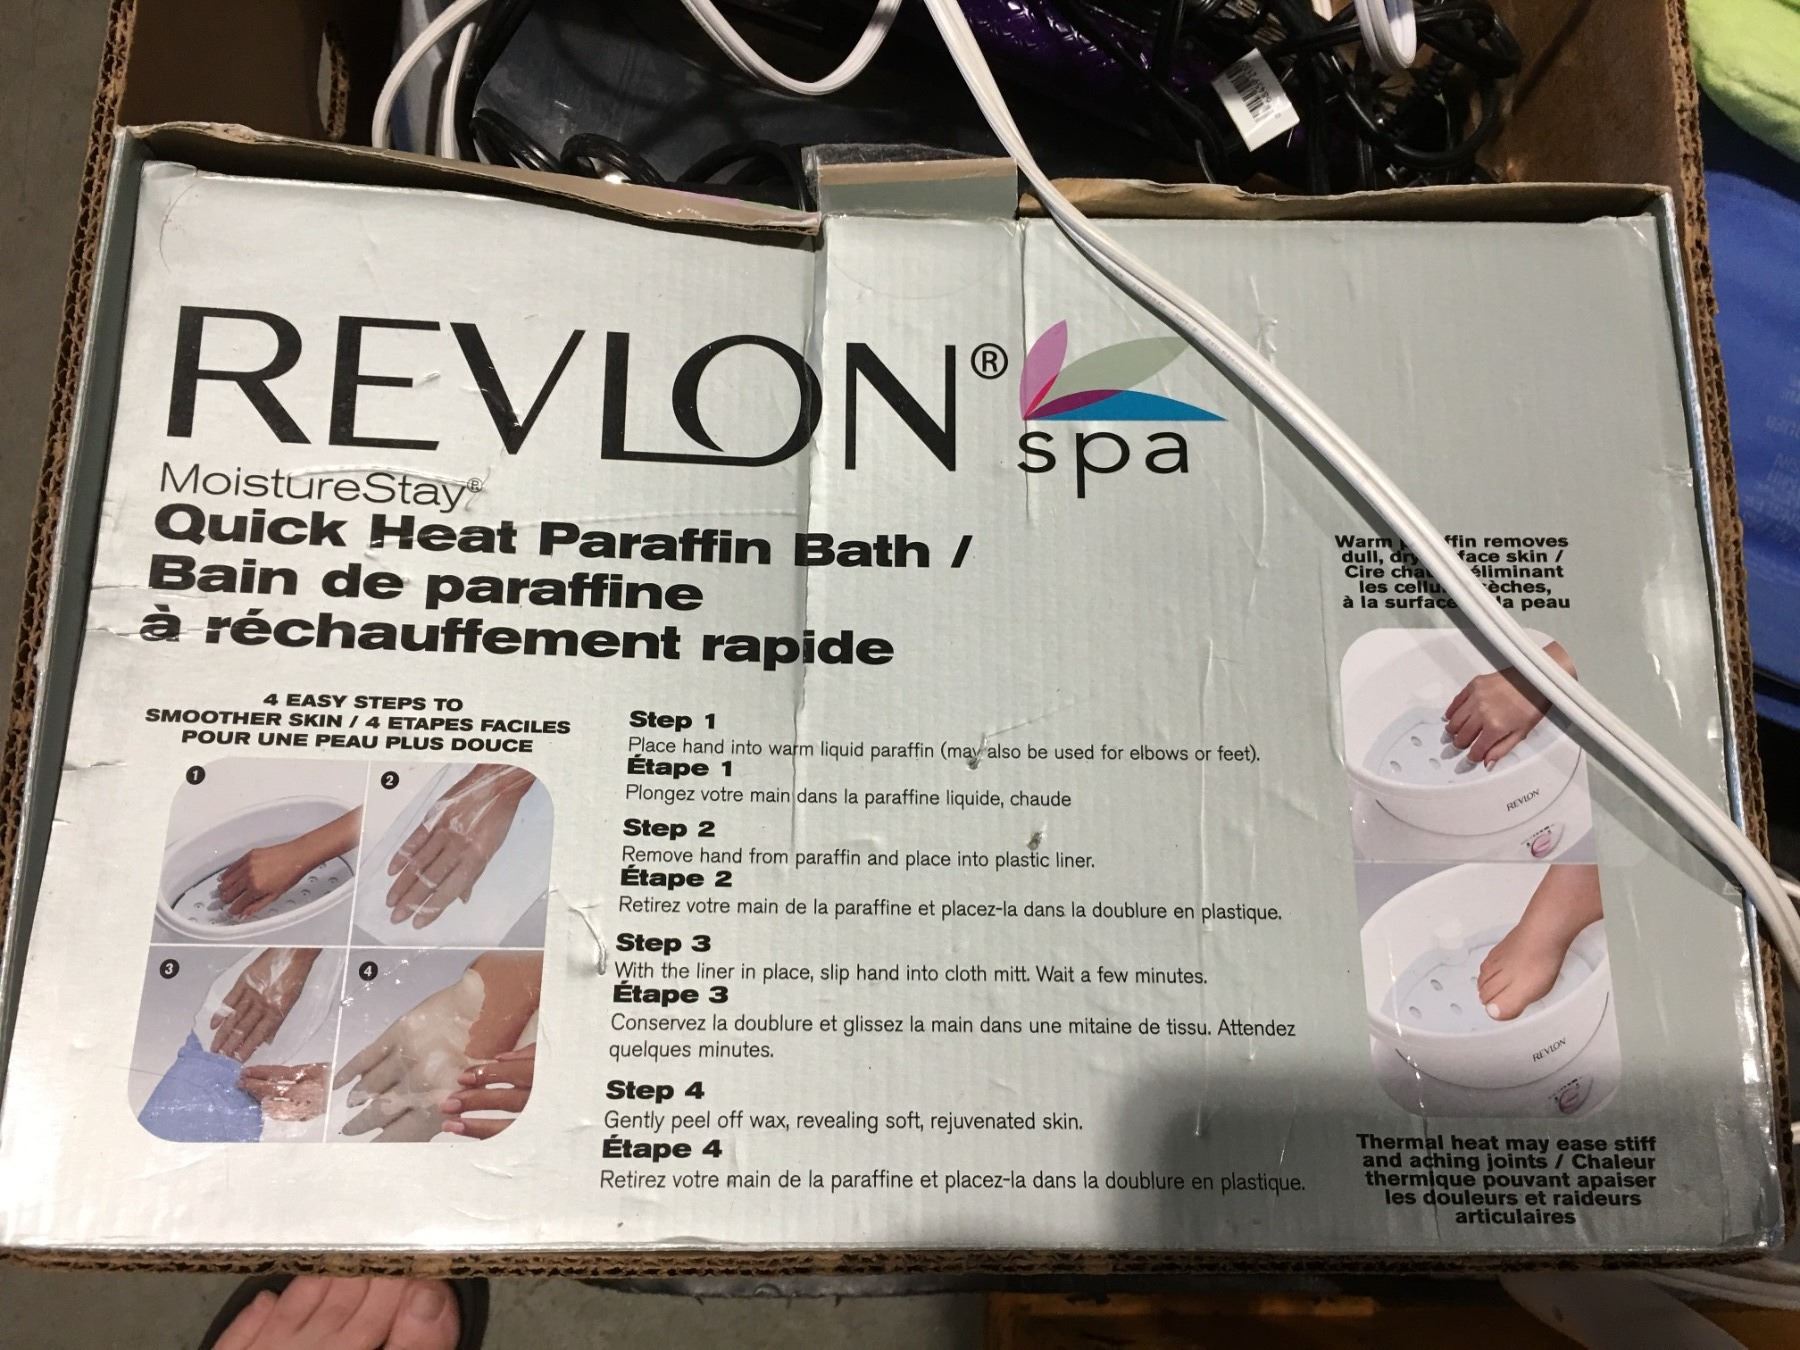 REVLON® spa
MoistureStay®
Quick Heat Paraffin Bath /
Bain de paraffine
à réchauffement rapide
4 EASY STEPS TO
SMOOTHER SKIN / 4 ETAPES FACILES
POUR UNE PEAU PLUS DOUCE
1
2
3
4
Step 1
Place hand into warm liquid paraffin (may also be used for elbows or feet).
Étape 1
Plongez votre main dans la paraffine liquide, chaude
Step 2
Remove hand from paraffin and place into plastic liner.
Étape 2
Retirez votre main de la paraffine et placez-la dans la doublure en plastique.
Step 3
With the liner in place, slip hand into cloth mitt. Wait a few minutes.
Étape 3
Conservez la doublure et glissez la main dans une mitaine de tissu. Attendez
quelques minutes.
Step 4
Gently peel off wax, revealing soft, rejuvenated skin.
Étape 4
Retirez votre main de la paraffine et placez-la dans la doublure en plastique.
Warm removes
dull, skin /
Cire éliminant
les
à la surface la peau
REVLON
REVLON
Thermal heat may ease stiff
and aching joints / Chaleur
thermique pouvant apaiser
les douleurs et raideurs
articulaires